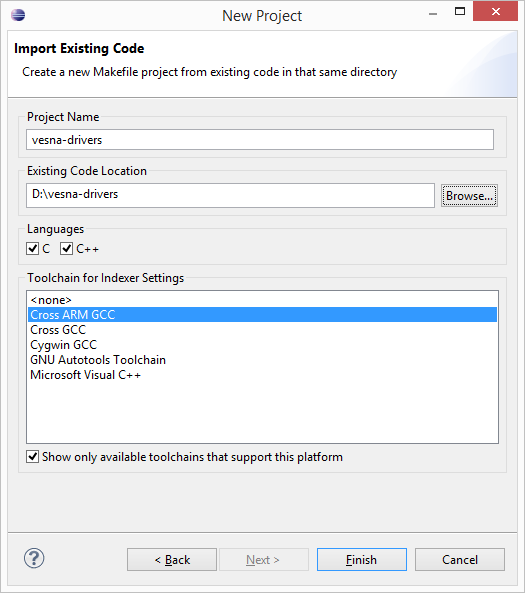 New Project
Import Existing Code
Create a new Makefile project from existing code in that same directory
Project Name
vesna-drivers
Existing Code Location
D:\vesna-drivers
Browse...
Languages
C
C++
Toolchain for Indexer Settings
<none>
Cross ARM GCC
Cross GCC
Cygwin GCC
GNU Autotools Toolchain
Microsoft Visual C++
Show only available toolchains that support this platform
?
< Back
Next >
Finish
Cancel